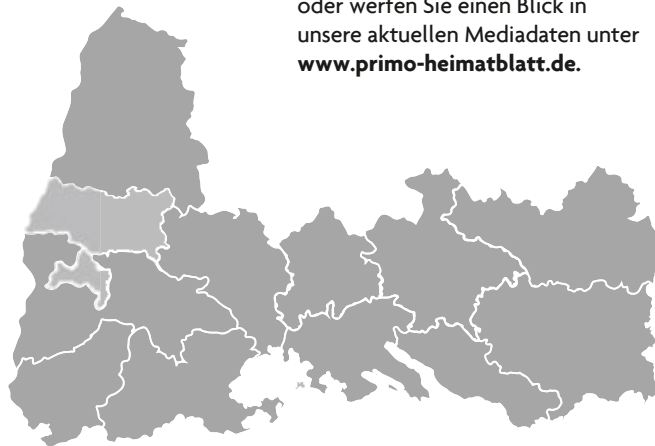 oder werfen Sie einen Blick in
unsere aktuellen Mediadaten unter
www.primo-heimatblatt.de.